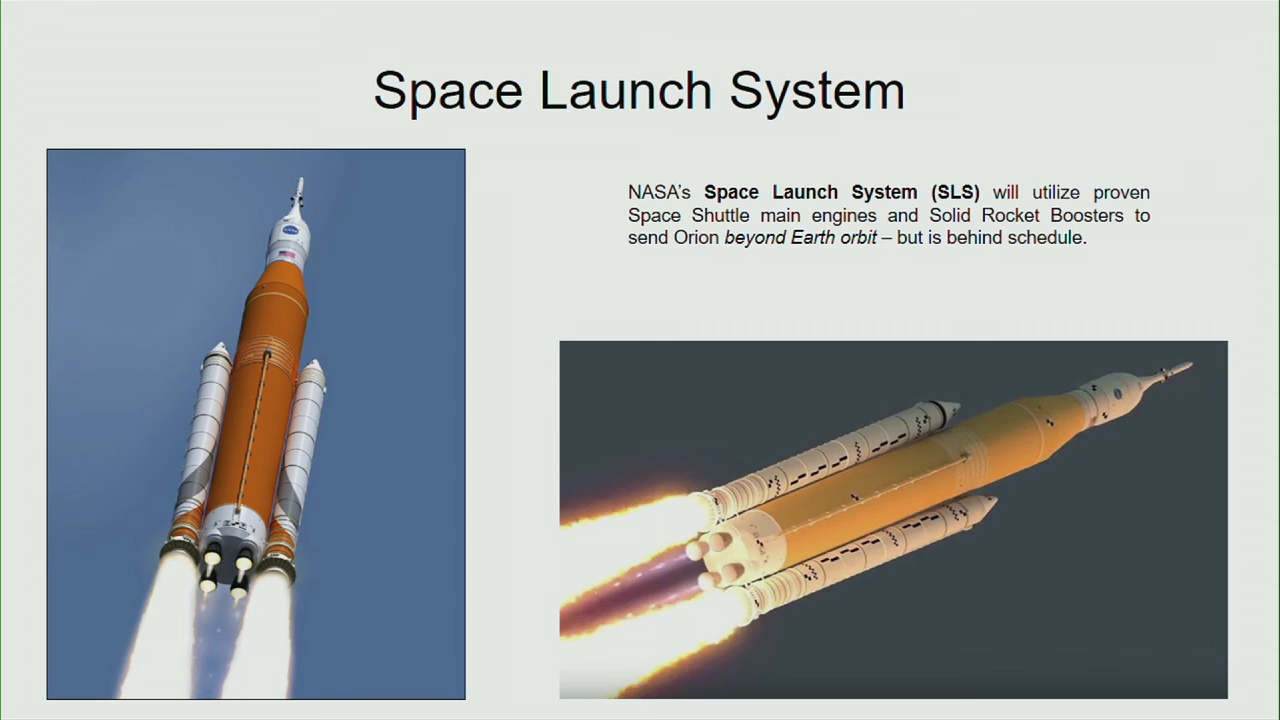 Space Launch System
NASA’s Space Launch System (SLS) will utilize proven
Space Shuttle main engines and Solid Rocket Boosters to
send Orion beyond Earth orbit – but is behind schedule.
NASA